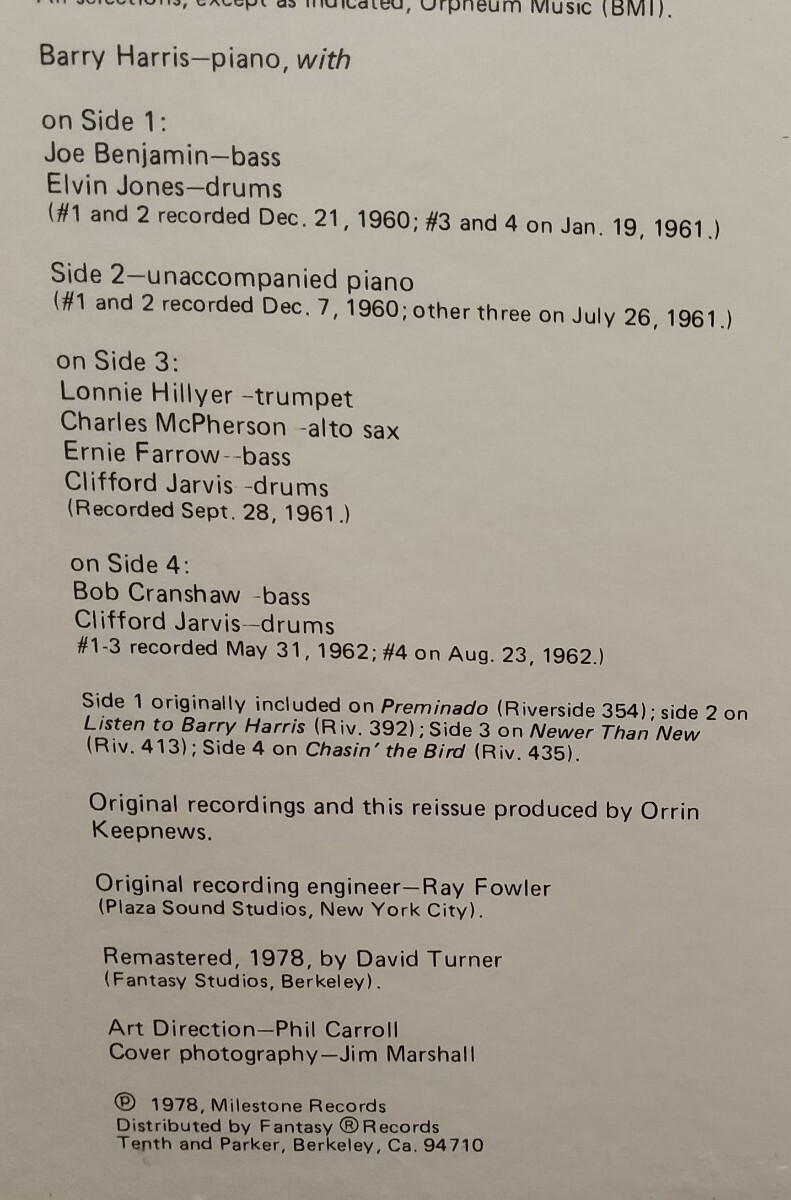 All selections, except as indicated, Orpheum Music (BMI).
Barry Harris—piano, with
on Side 1:
Joe Benjamin—bass
Elvin Jones—drums
(#1 and 2 recorded Dec. 21, 1960; #3 and 4 on Jan. 19, 1961.)
Side 2—unaccompanied piano
(#1 and 2 recorded Dec. 7, 1960; other three on July 26, 1961.)
on Side 3:
Lonnie Hillyer -trumpet
Charles McPherson -alto sax
Ernie Farrow--bass
Clifford Jarvis -drums
(Recorded Sept. 28, 1961.)
on Side 4:
Bob Cranshaw -bass
Clifford Jarvis—drums
#1-3 recorded May 31, 1962; #4 on Aug. 23, 1962.)
Side 1 originally included on Preminado (Riverside 354); side 2 on
Listen to Barry Harris (Riv. 392); Side 3 on Newer Than New
(Riv. 413); Side 4 on Chasin' the Bird (Riv. 435).
Original recordings and this reissue produced by Orrin
Keepnews.
Original recording engineer—Ray Fowler
(Plaza Sound Studios, New York City).
Remastered, 1978, by David Turner
(Fantasy Studios, Berkeley).
Art Direction—Phil Carroll
Cover photography—Jim Marshall
℗ 1978, Milestone Records
Distributed by Fantasy ® Records
Tenth and Parker, Berkeley, Ca. 94710